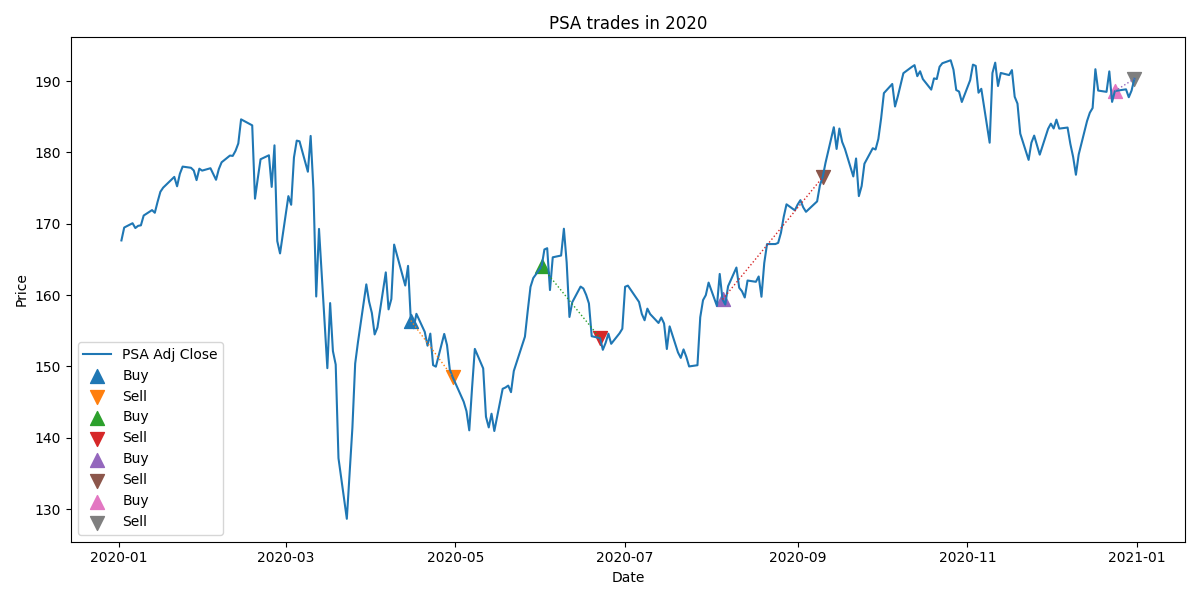 PSA trades in 2020
Price
190
180
170
160
150
140
130
PSA Adj Close
Buy
Sell
Buy
Sell
Buy
Sell
Buy
Sell
2020-01
2020-03
2020-05
2020-07
2020-09
2020-11
2021-01
Date